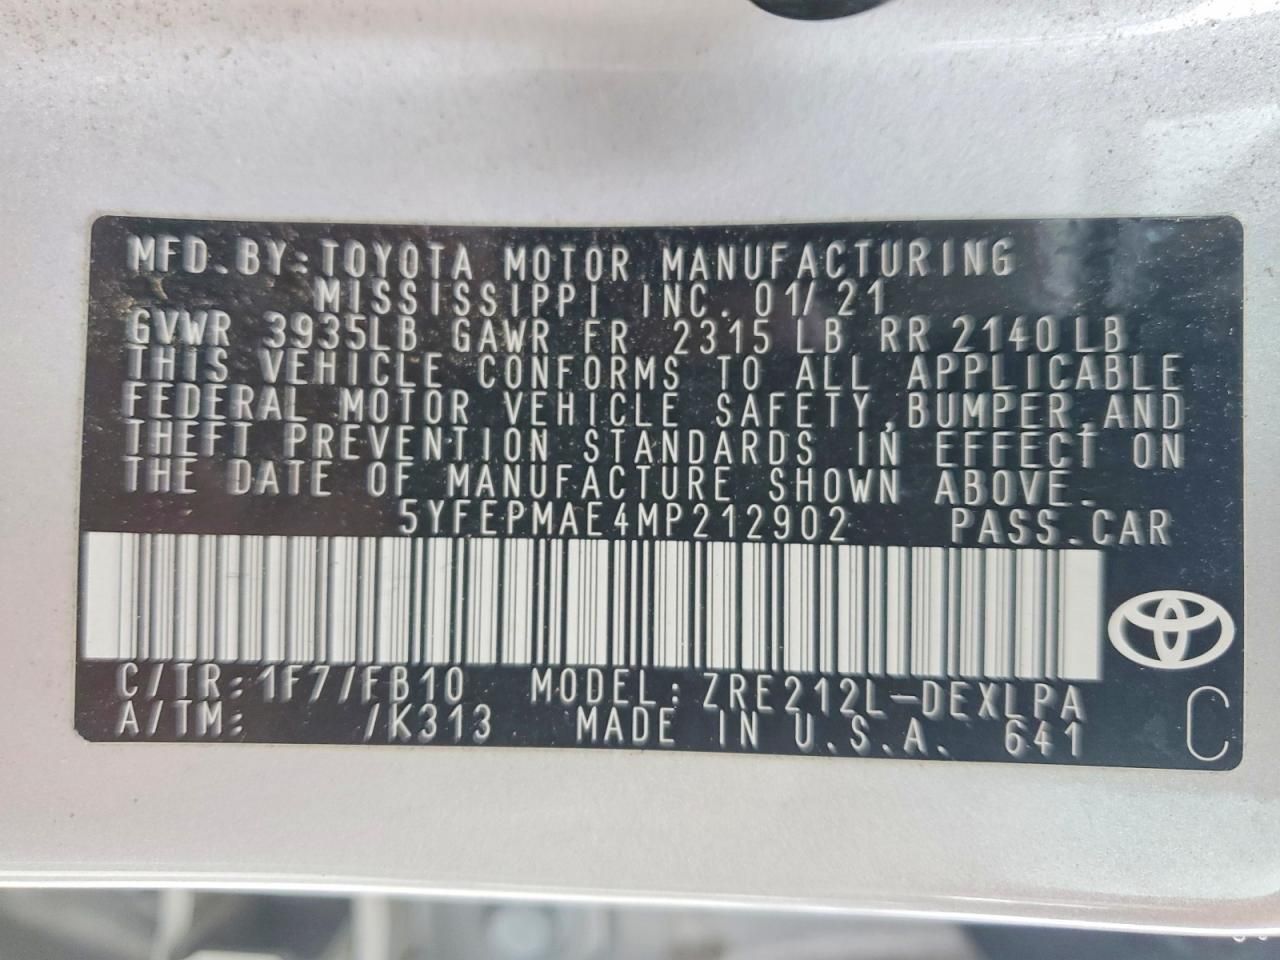 MFD.BY:TOYOTA MOTOR MANUFACTURING
MISSISSIPPI INC. 01/21
GVWR 3935LB GAWR FR 2315 LB RR 2140 LB
THIS VEHICLE CONFORMS TO ALL APPLICABLE
FEDERAL MOTOR VEHICLE SAFETY,BUMPER,AND
THEFT PREVENTION STANDARDS IN EFFECT ON
THE DATE OF MANUFACTURE SHOWN ABOVE.
5YFEPMAE4MP212902 PASS.CAR
C/TR:1F7/FB10 MODEL:ZRE212L-DEXLPA
A/TM: /K313 MADE IN U.S.A. 641 C